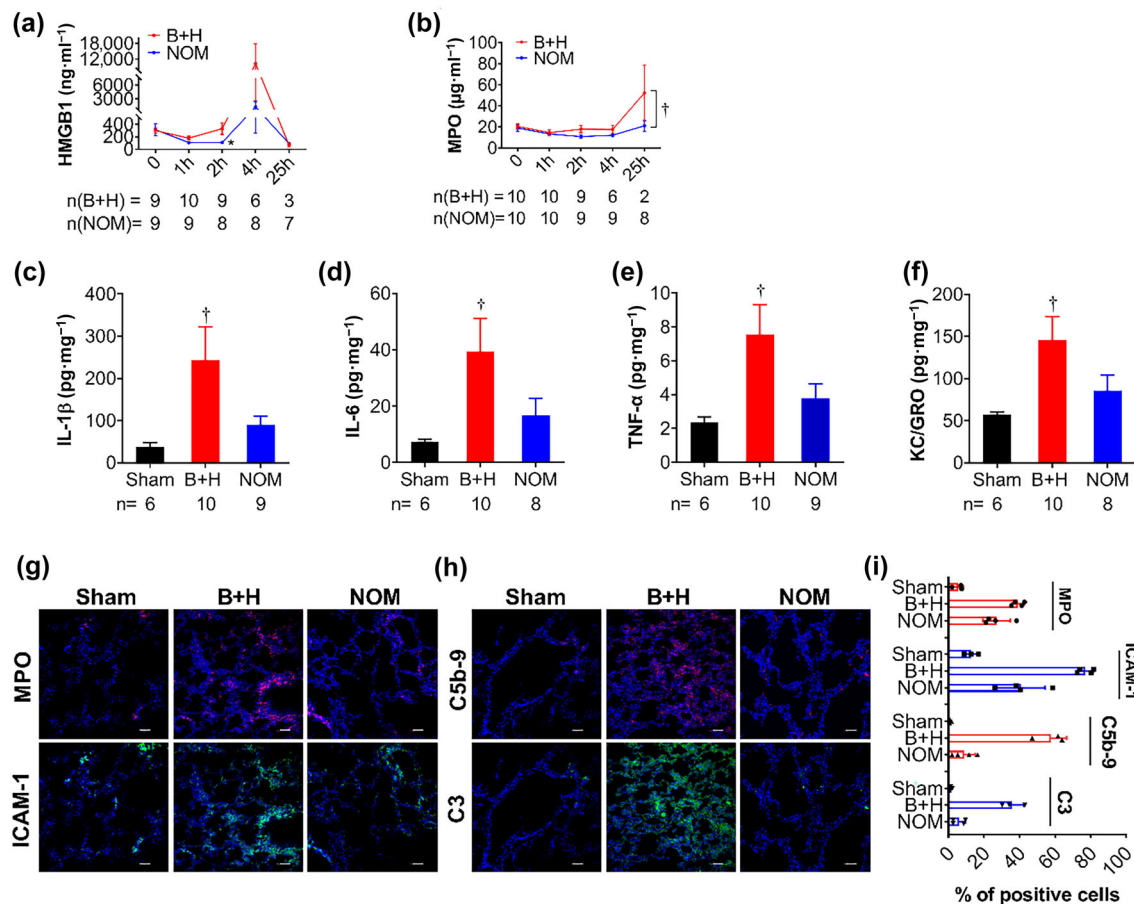 (a)
HMGB1 (ng·ml⁻¹)
18,000
12,000
6000
3000
400
200
0
B+H
NOM
*
0 1h 2h 4h 25h
n(B+H) = 9 10 9 6 3
n(NOM)= 9 9 8 8 7
(b)
MPO (µg·ml⁻¹)
100
80
60
40
20
0
B+H
NOM
†
0 1h 2h 4h 25h
n(B+H) = 10 10 9 6 2
n(NOM)= 10 10 9 9 8
(c)
IL-1β (pg·mg⁻¹)
400
300
200
100
0
†
Sham B+H NOM
n= 6 10 9
(d)
IL-6 (pg·mg⁻¹)
60
40
20
0
†
Sham B+H NOM
n= 6 10 8
(e)
TNF-α (pg·mg⁻¹)
10
8
6
4
2
0
†
Sham B+H NOM
n= 6 10 9
(f)
KC/GRO (pg·mg⁻¹)
200
150
100
50
0
†
Sham B+H NOM
n= 6 10 8
(g)
Sham B+H NOM
MPO
ICAM-1
(h)
Sham B+H NOM
C5b-9
C3
(i)
Sham
B+H
NOM
MPO
Sham
B+H
NOM
ICAM-1
Sham
B+H
NOM
C5b-9
Sham
B+H
NOM
C3
0 20 40 60 80 100
% of positive cells